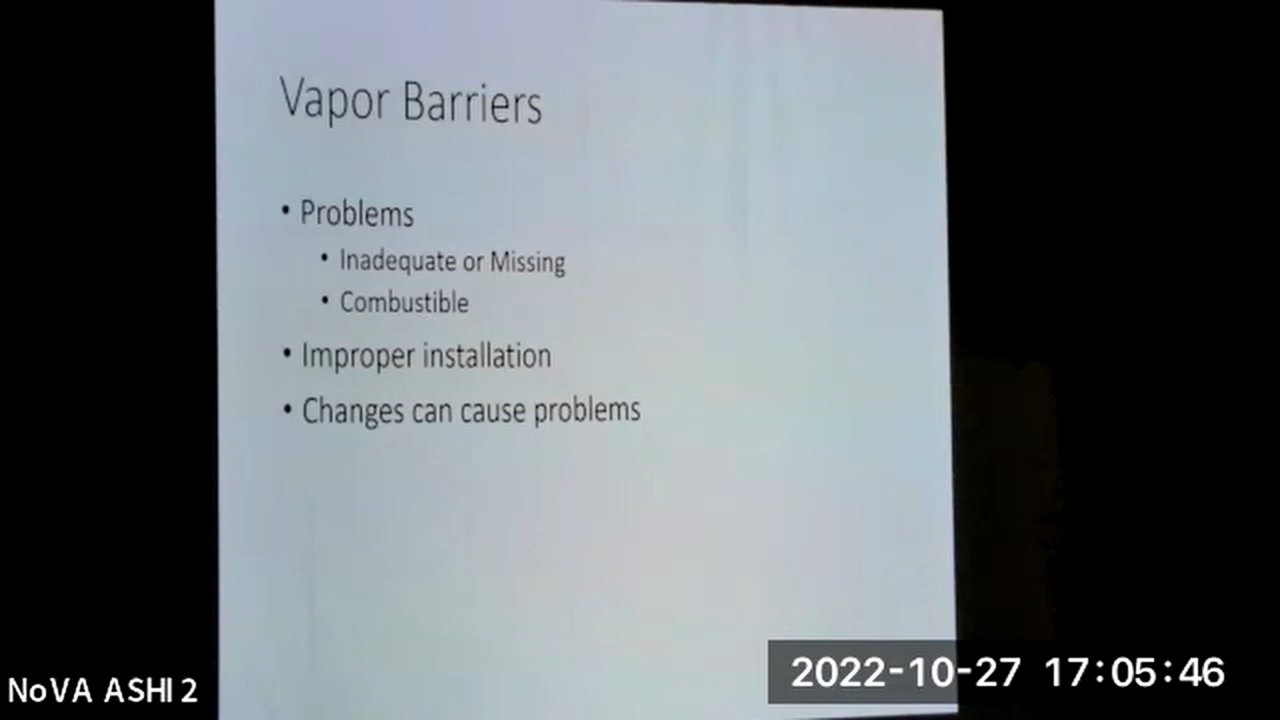 Vapor Barriers
• Problems
• Inadequate or Missing
• Combustible
• Improper installation
• Changes can cause problems
NoVA ASHI 2
2022-10-27 17:05:46